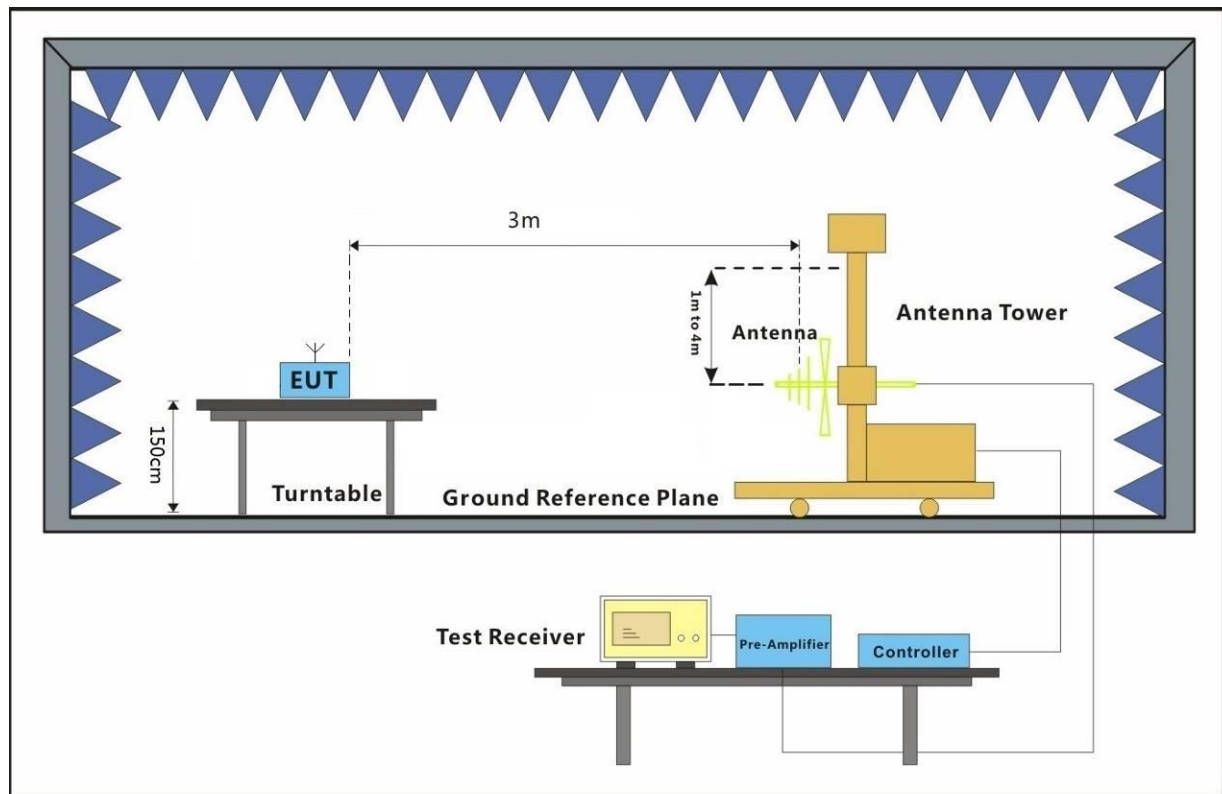 3m
1m to 4m
Antenna
Antenna Tower
EUT
150cm
Turntable
Ground Reference Plane
Test Receiver
Pre-Amplifier
Controller